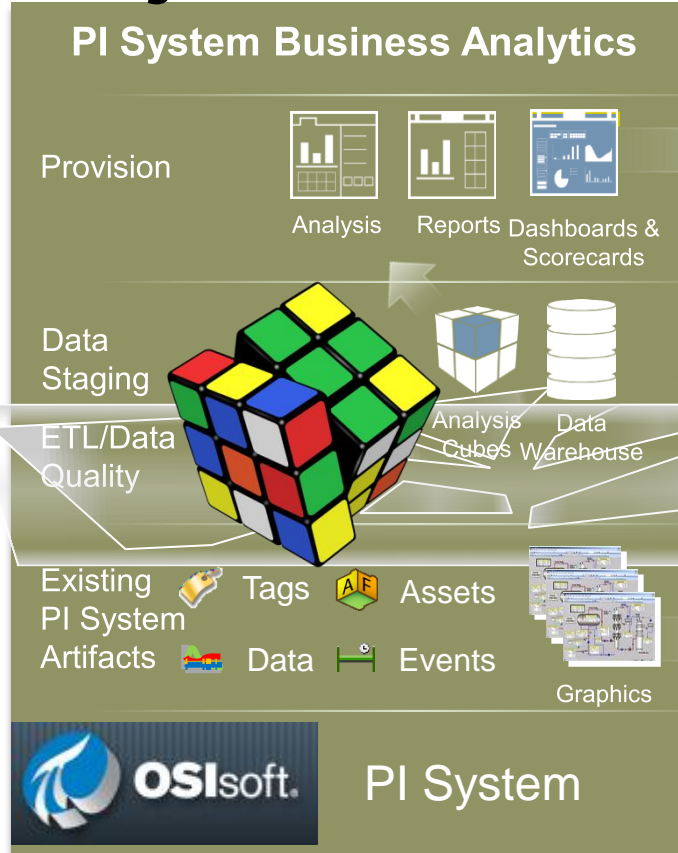 PI System Business Analytics
Provision
Analysis
Reports
Dashboards &
Scorecards
Data
Staging
Analysis
Cubes
Data
Warehouse
ETL/Data
Quality
Existing
PI System
Artifacts
Tags
AF
Assets
Data
Events
Graphics
OSIsoft.
PI System